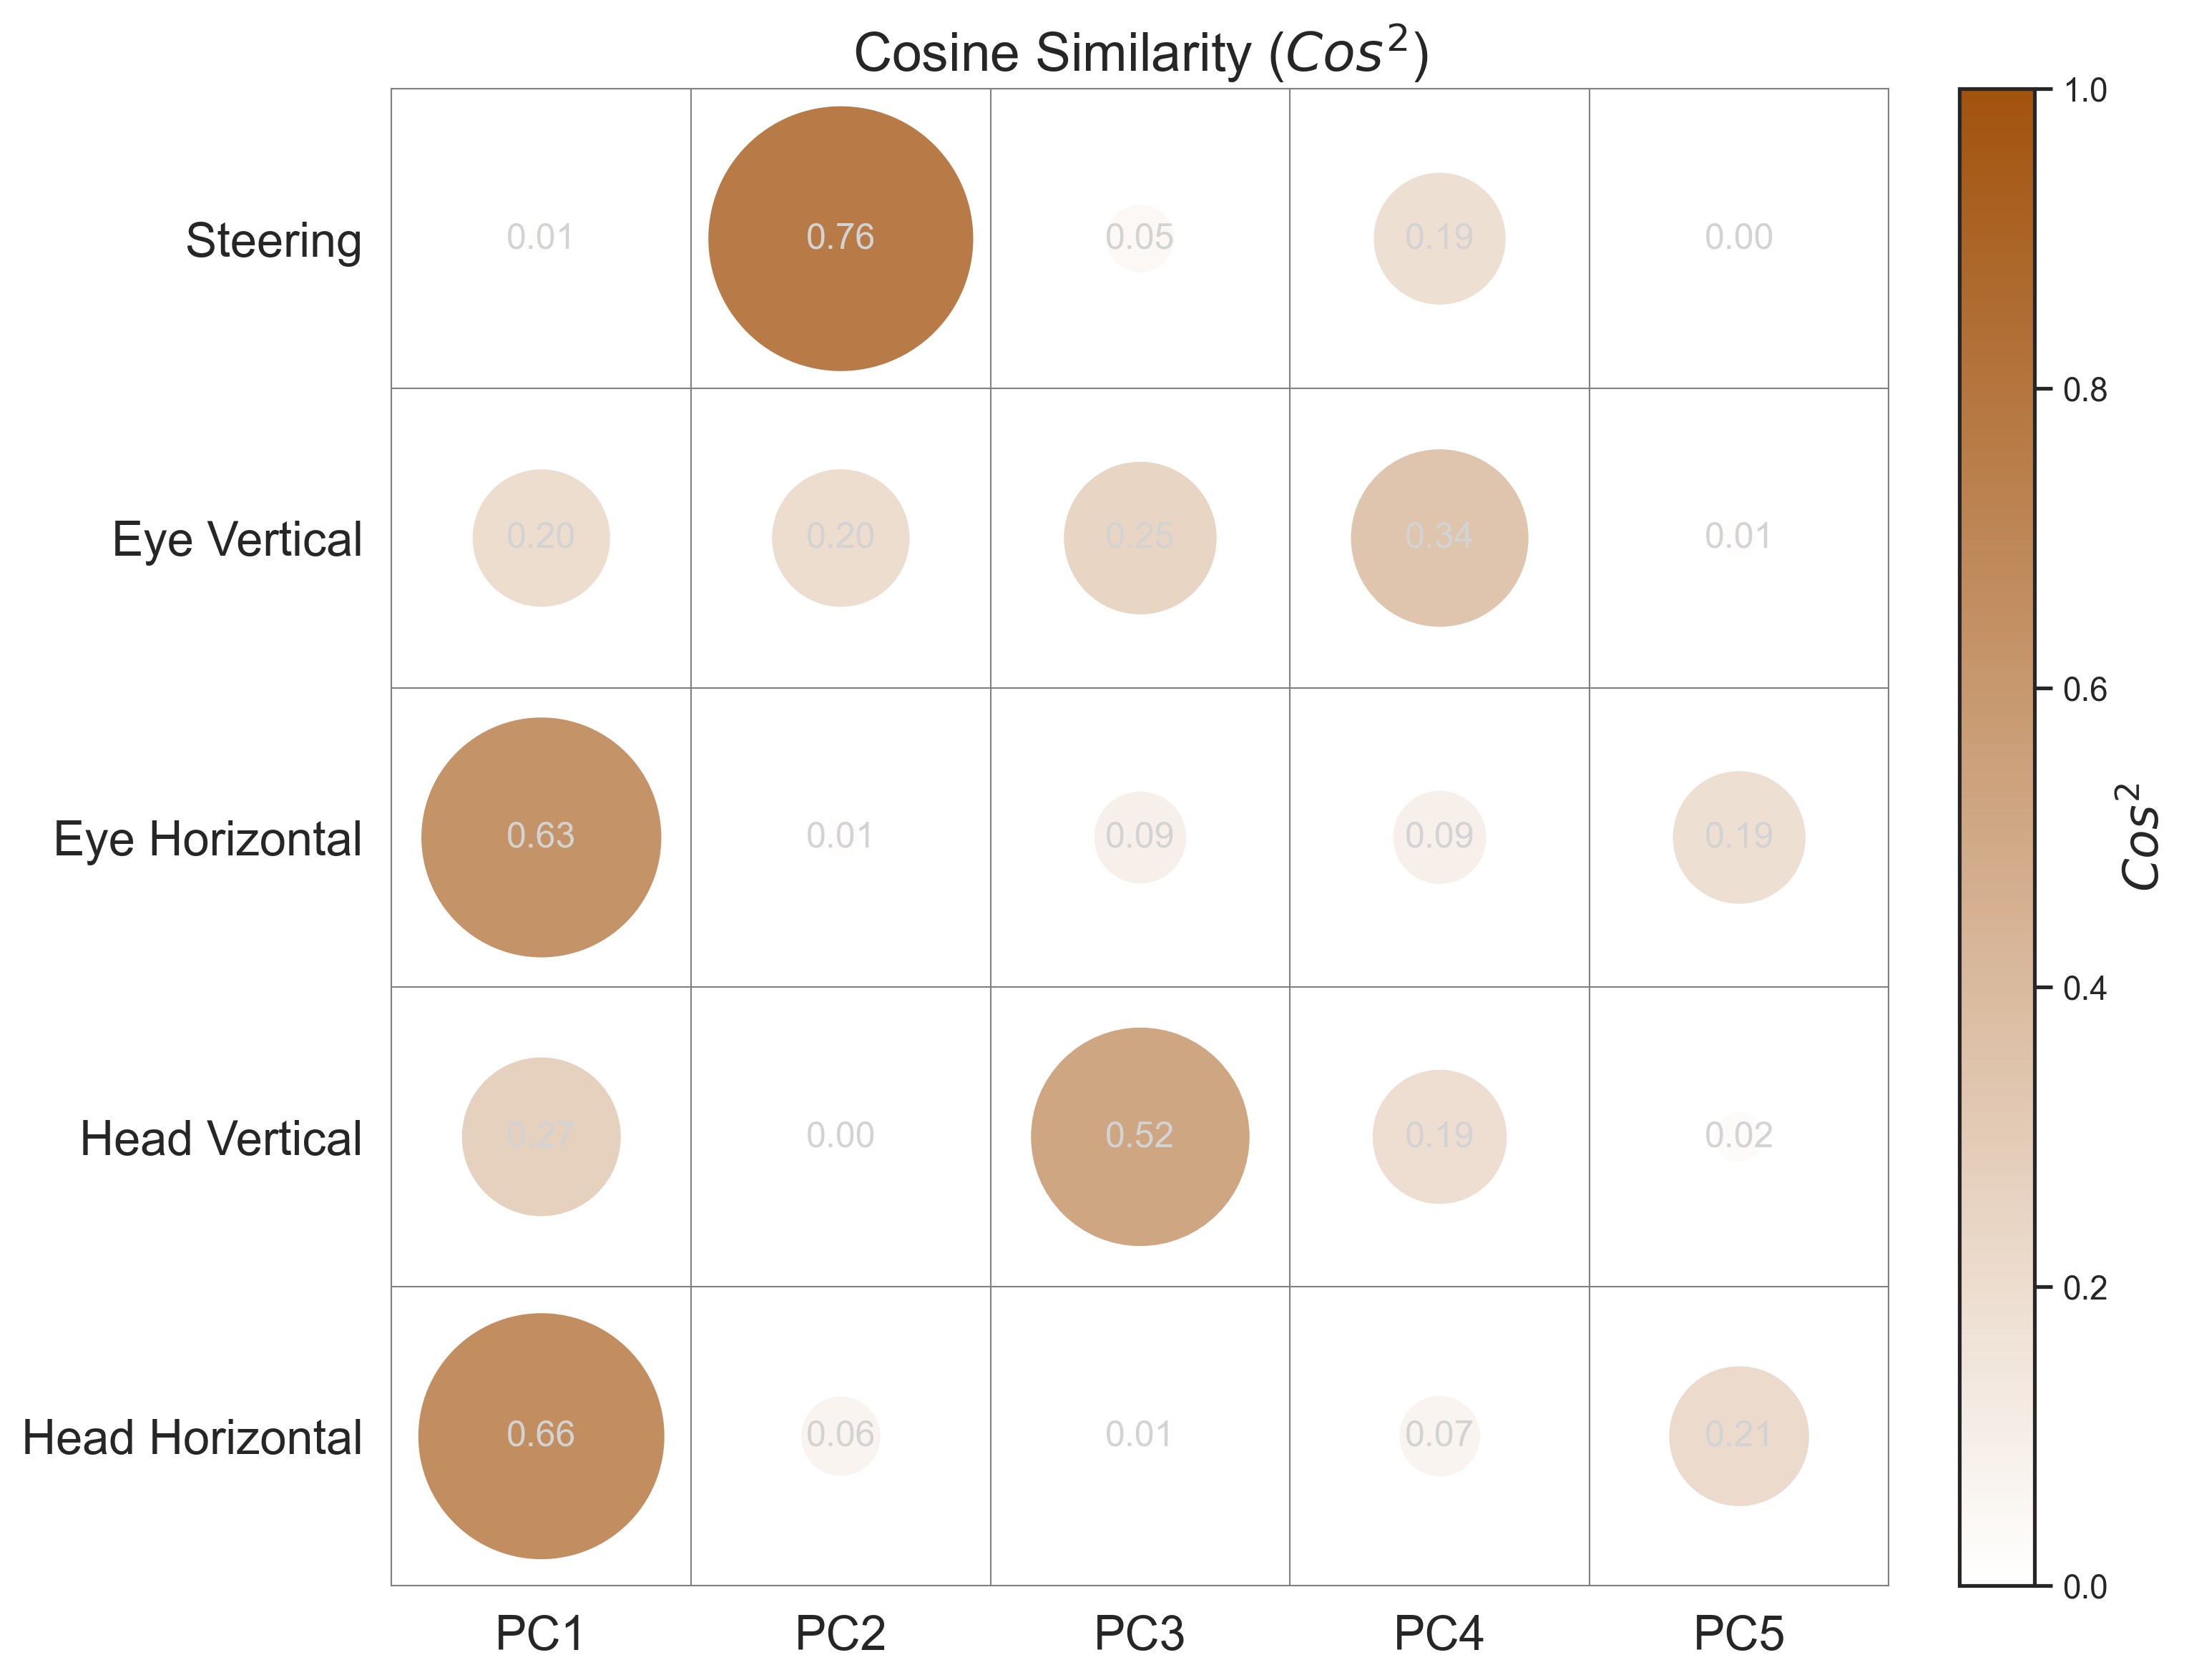 Cosine Similarity (Cos²)
Steering 0.01 0.76 0.05 0.19 0.00
Eye Vertical 0.20 0.20 0.25 0.34 0.01
Eye Horizontal 0.63 0.01 0.09 0.09 0.19
Head Vertical 0.27 0.00 0.52 0.19 0.02
Head Horizontal 0.66 0.06 0.01 0.07 0.21
PC1 PC2 PC3 PC4 PC5
1.0
0.8
0.6
0.4
0.2
0.0
Cos²